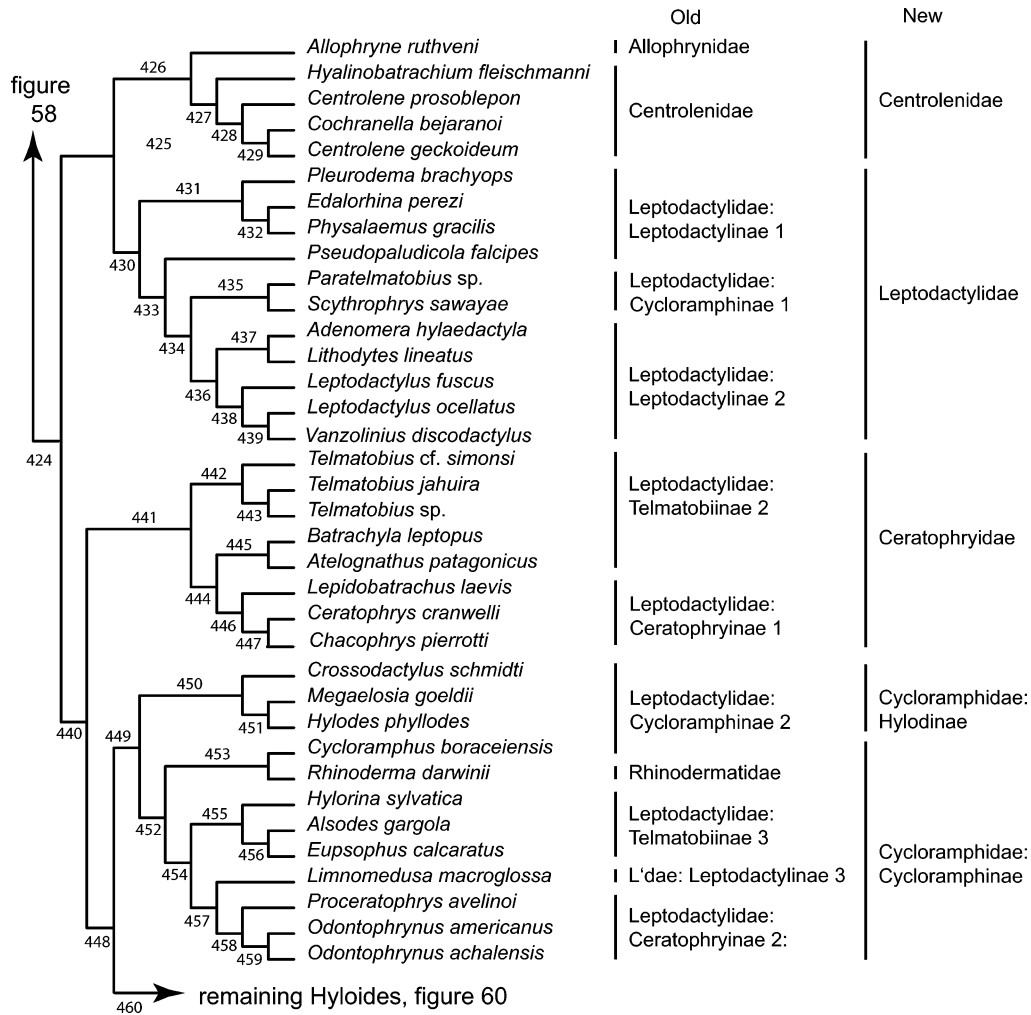 Old
New
figure
58
Allophryne ruthveni
Hyalinobatrachium fleischmanni
Centrolene prosoblepon
Cochranella bejaranoi
Centrolene geckoideum
Pleurodema brachyops
Edalorhina perezi
Physalaemus gracilis
Pseudopaludicola falcipes
Paratelmatobius sp.
Scythrophrys sawayae
Adenomera hylaedactyla
Lithodytes lineatus
Leptodactylus fuscus
Leptodactylus ocellatus
Vanzolinius discodactylus
Telmatobius cf. simonsi
Telmatobius jahuira
Telmatobius sp.
Batrachyla leptopus
Atelognathus patagonicus
Lepidobatrachus laevis
Ceratophrys cranwelli
Chacophrys pierrotti
Crossodactylus schmidti
Megaelosia goeldii
Hylodes phyllodes
Cycloramphus boraceiensis
Rhinoderma darwinii
Hylorina sylvatica
Alsodes gargola
Eupsophus calcaratus
Limnomedusa macroglossa
Proceratophrys avelinoi
Odontophrynus americanus
Odontophrynus achalensis
remaining Hyloides, figure 60
424
425
426
427
428
429
430
431
432
433
434
435
436
437
438
439
440
441
442
443
444
445
446
447
448
449
450
451
452
453
454
455
456
457
458
459
460
Allophrynidae
Centrolenidae
Leptodactylidae:
Leptodactylinae 1
Leptodactylidae:
Cycloramphinae 1
Leptodactylidae:
Leptodactylinae 2
Leptodactylidae:
Telmatobiinae 2
Leptodactylidae:
Ceratophryinae 1
Leptodactylidae:
Cycloramphinae 2
Rhinodermatidae
Leptodactylidae:
Telmatobiinae 3
L'dae: Leptodactylinae 3
Leptodactylidae:
Ceratophryinae 2:
Centrolenidae
Leptodactylidae
Ceratophryidae
Cycloramphidae:
Hylodinae
Cycloramphidae:
Cycloramphinae